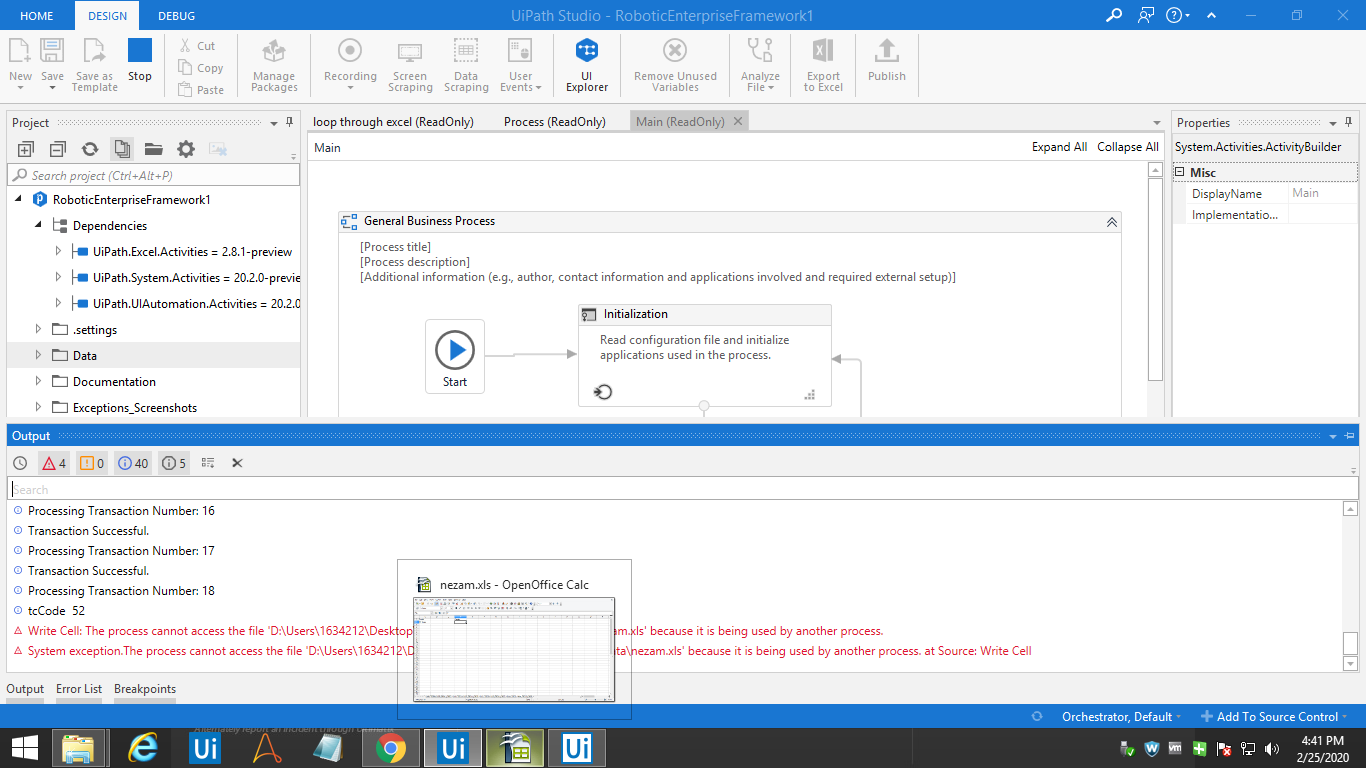 HOME DESIGN DEBUG UiPath Studio - RoboticEnterpriseFramework1
New Save Save as Template Stop
Cut
Copy
Paste
Manage Packages
Recording
Screen Scraping
Data Scraping
User Events
UI Explorer
Remove Unused Variables
Analyze File
Export to Excel
Publish
Project
Search project (Ctrl+Alt+P)
RoboticEnterpriseFramework1
Dependencies
UiPath.Excel.Activities = 2.8.1-preview
UiPath.System.Activities = 20.2.0-previe
UiPath.UIAutomation.Activities = 20.2.0
.settings
Data
Documentation
Exceptions_Screenshots
loop through excel (ReadOnly) Process (ReadOnly) Main (ReadOnly)
Main Expand All Collapse All
General Business Process
[Process title]
[Process description]
[Additional information (e.g., author, contact information and applications involved and required external setup)]
Start
Initialization
Read configuration file and initialize
applications used in the process.
Properties
System.Activities.ActivityBuilder
Misc
DisplayName Main
Implementatio...
Output
4 0 40 5
Search
Processing Transaction Number: 16
Transaction Successful.
Processing Transaction Number: 17
Transaction Successful.
Processing Transaction Number: 18
tcCode 52
Write Cell: The process cannot access the file 'D:\Users\1634212\Desktop am.xls' because it is being used by another process.
System exception.The process cannot access the file 'D:\Users\1634212\D ata\nezam.xls' because it is being used by another process. at Source: Write Cell
nezam.xls - OpenOffice Calc
Output Error List Breakpoints
Orchestrator, Default Add To Source Control
Ui Ui Ui
4:41 PM
2/25/2020